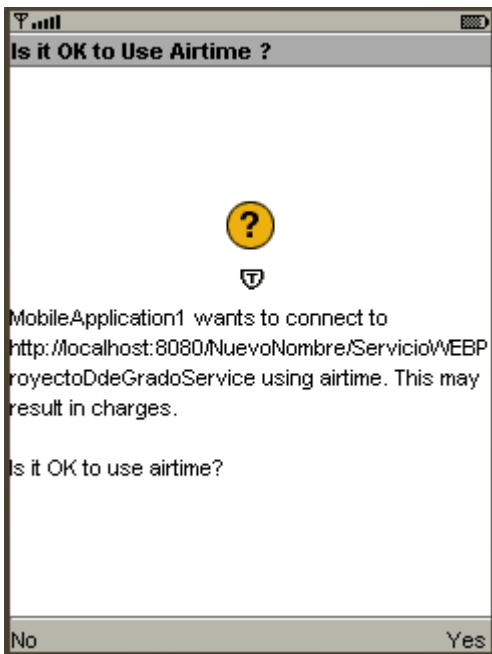 Is it OK to Use Airtime ?
?
T
MobileApplication1 wants to connect to
http://localhost:8080/NuevoNombre/ServicioWEBP
royectoDdeGradoService using airtime. This may
result in charges.
Is it OK to use airtime?
No Yes